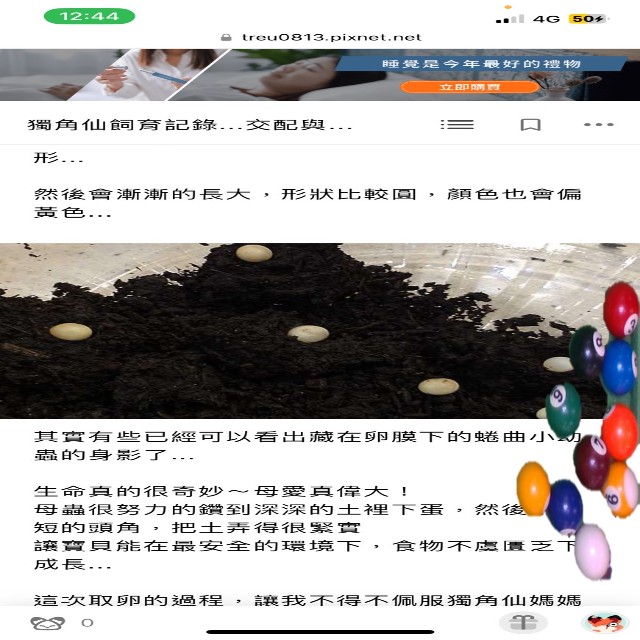 12:44
4G
50
treu0813.pixnet.net
睡覺是今年最好的禮物
立即購買
獨角仙飼育記錄...交配與...
形...
然後會漸漸的長大，形狀比較圓，顏色也會偏
黃色...
其實有些已經可以看出藏在卵膜下的蜷曲小幼
蟲的身影了...
生命真的很奇妙～母愛真偉大！
母蟲很努力的鑽到深深的土裡下蛋，然後
短的頭角，把土弄得很緊實
讓寶貝能在最安全的環境下，食物不虞匱乏下
成長...
這次取卵的過程，讓我不得不佩服獨角仙媽媽
0